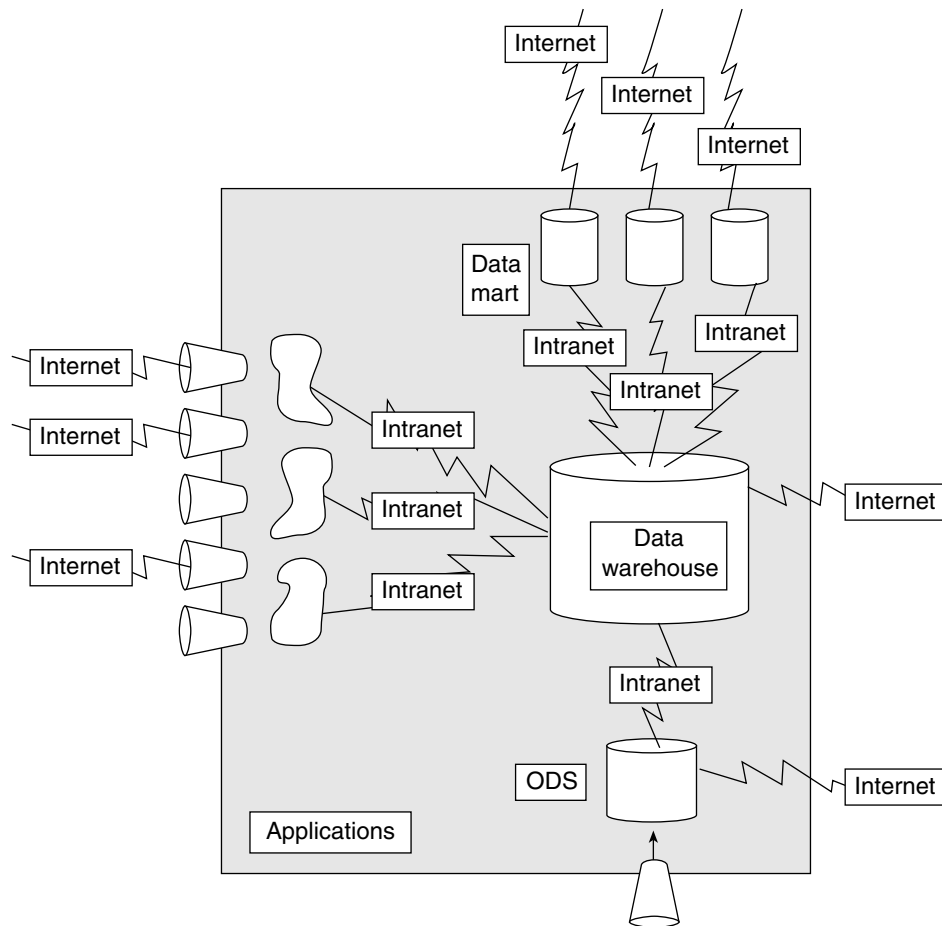 Internet
Internet
Internet
Data
mart
Intranet
Intranet
Intranet
Internet
Internet
Intranet
Intranet
Internet
Data
warehouse
Internet
Intranet
Intranet
ODS
Internet
Applications